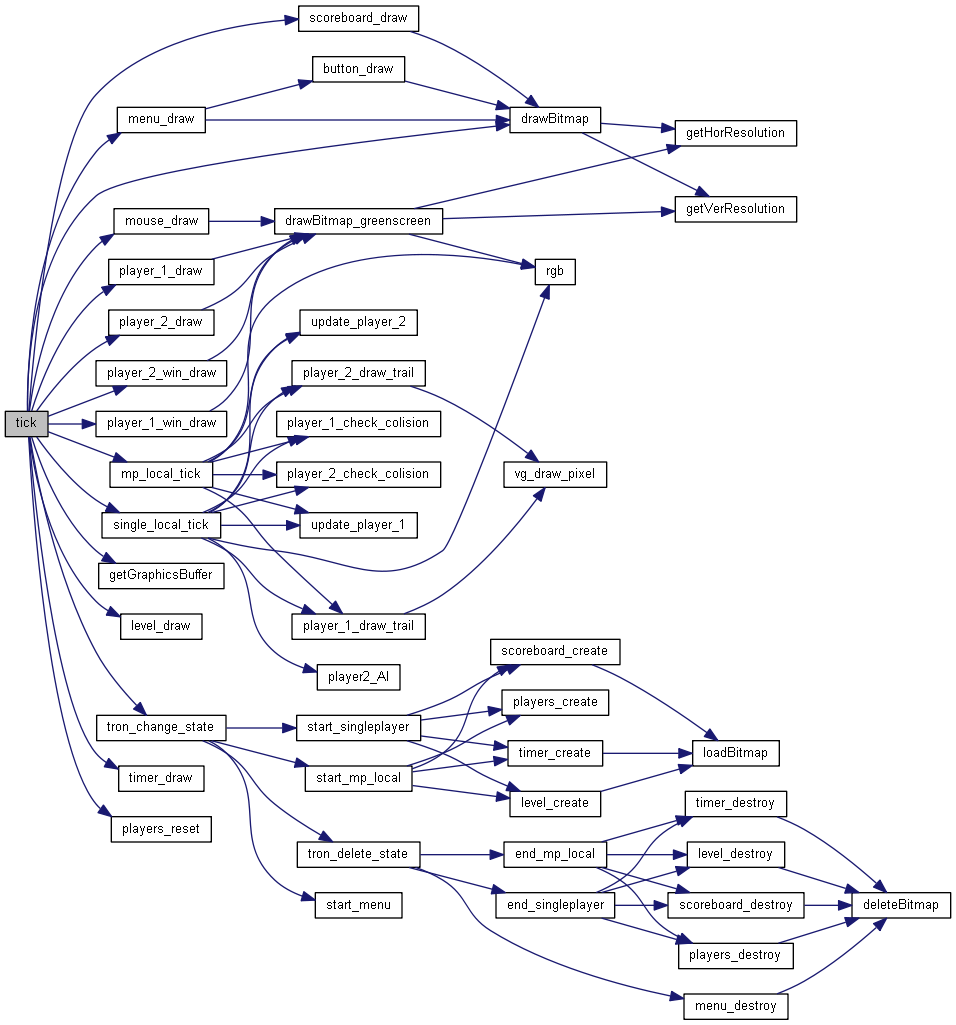 scoreboard_draw
button_draw
menu_draw
drawBitmap
getHorResolution
getVerResolution
mouse_draw
drawBitmap_greenscreen
player_1_draw
rgb
player_2_draw
update_player_2
player_2_win_draw
player_2_draw_trail
tick
player_1_win_draw
player_1_check_colision
mp_local_tick
player_2_check_colision
vg_draw_pixel
single_local_tick
update_player_1
getGraphicsBuffer
level_draw
player_1_draw_trail
player2_AI
scoreboard_create
players_create
tron_change_state
start_singleplayer
timer_create
loadBitmap
timer_draw
start_mp_local
level_create
timer_destroy
players_reset
tron_delete_state
end_mp_local
level_destroy
start_menu
end_singleplayer
scoreboard_destroy
deleteBitmap
players_destroy
menu_destroy